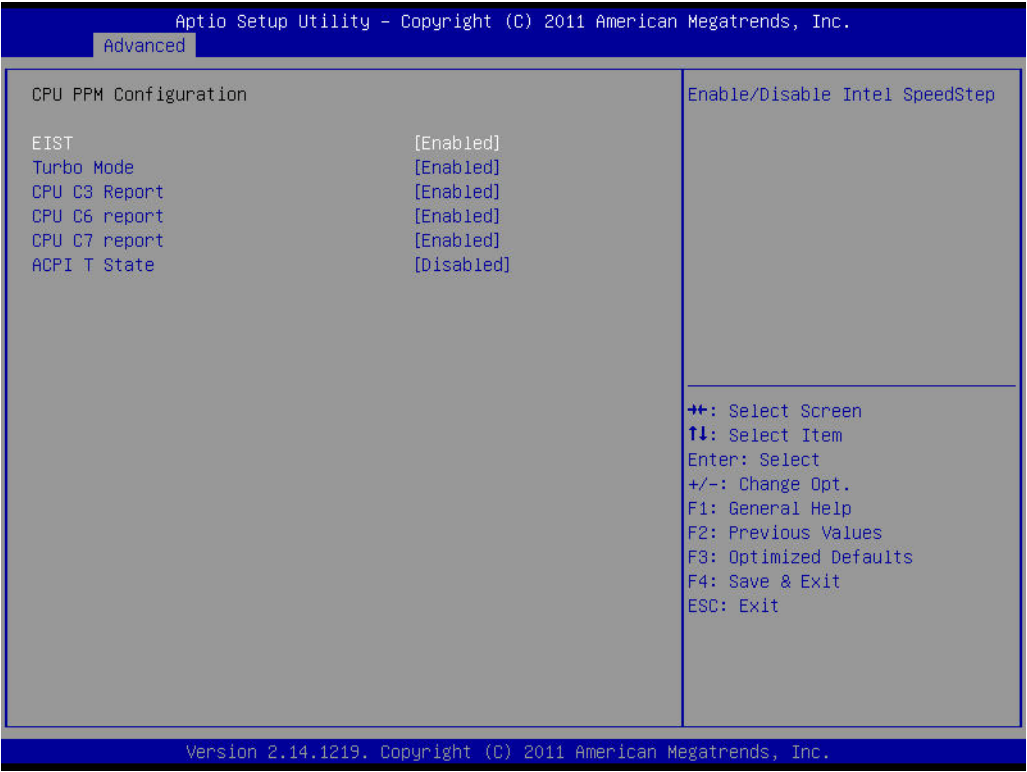 Aptio Setup Utility – Copyright (C) 2011 American Megatrends, Inc.
Advanced
CPU PPM Configuration
EIST [Enabled]
Turbo Mode [Enabled]
CPU C3 Report [Enabled]
CPU C6 report [Enabled]
CPU C7 report [Enabled]
ACPI T State [Disabled]
Enable/Disable Intel SpeedStep
→←: Select Screen
↑↓: Select Item
Enter: Select
+/-: Change Opt.
F1: General Help
F2: Previous Values
F3: Optimized Defaults
F4: Save & Exit
ESC: Exit
Version 2.14.1219. Copyright (C) 2011 American Megatrends, Inc.